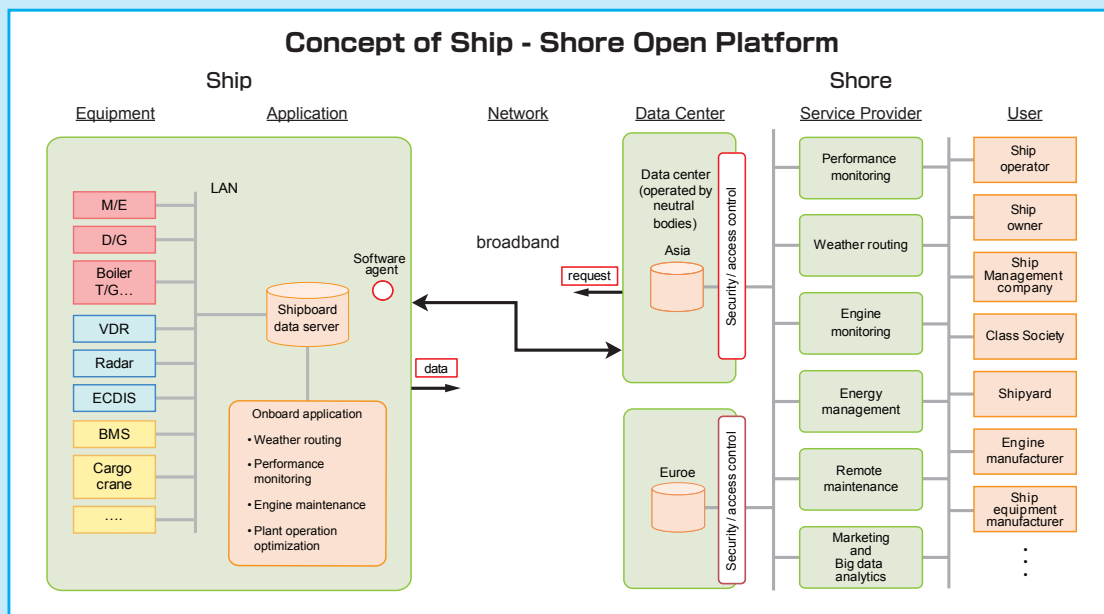 Concept of Ship - Shore Open Platform
Ship
Shore
Equipment
Application
Network
Data Center
Service Provider
User
LAN
M/E
D/G
Boiler
T/G...
VDR
Radar
ECDIS
BMS
Cargo
crane
....
Software
agent
Shipboard
data server
Onboard application
• Weather routing
• Performance
monitoring
• Engine maintenance
• Plant operation
optimization
broadband
request
data
Data center
(operated by
neutral
bodies)
Asia
Security / access control
Euroe
Security / access control
Performance
monitoring
Weather routing
Engine
monitoring
Energy
management
Remote
maintenance
Marketing
and
Big data
analytics
Ship
operator
Ship
owner
Ship
Management
company
Class Society
Shipyard
Engine
manufacturer
Ship
equipment
manufacturer